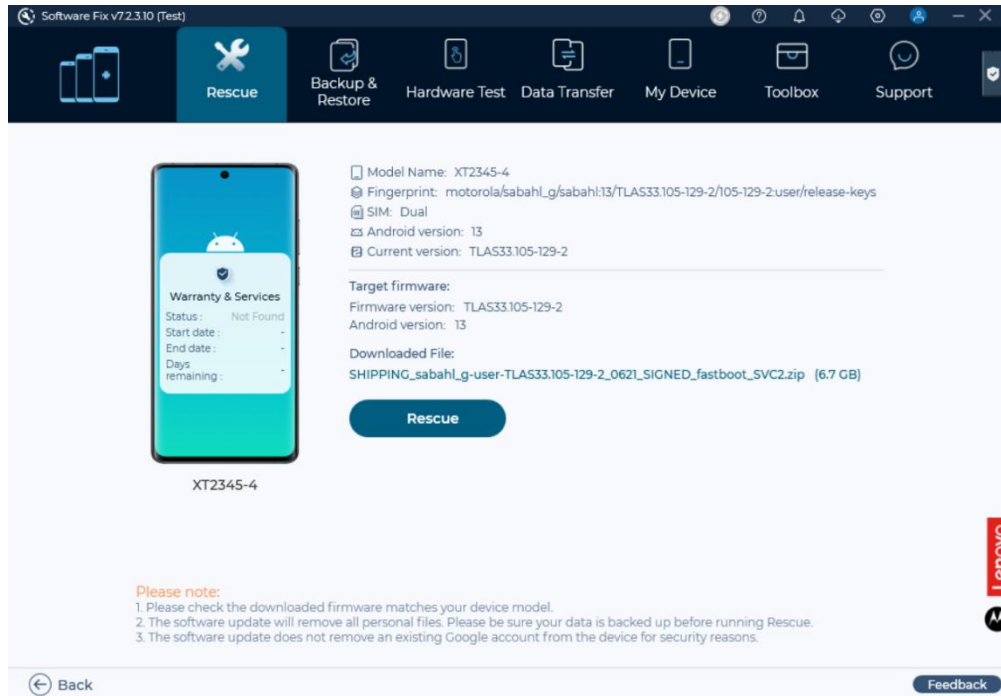 Software Fix v7.2.3.10 (Test)
Rescue
Backup &
Restore
Hardware Test
Data Transfer
My Device
Toolbox
Support
Model Name: XT2345-4
Fingerprint: motorola/sabahl_g/sabahl:13/TLAS33.105-129-2/105-129-2:user/release-keys
SIM: Dual
Android version: 13
Current version: TLAS33.105-129-2
Warranty & Services
Status : Not Found
Start date : -
End date : -
Days
remaining : -
XT2345-4
Target firmware:
Firmware version: TLAS33.105-129-2
Android version: 13
Downloaded File:
SHIPPING_sabahl_g-user-TLAS33.105-129-2_0621_SIGNED_fastboot_SVC2.zip (6.7 GB)
Rescue
Please note:
1. Please check the downloaded firmware matches your device model.
2. The software update will remove all personal files. Please be sure your data is backed up before running Rescue.
3. The software update does not remove an existing Google account from the device for security reasons.
Back
Feedback